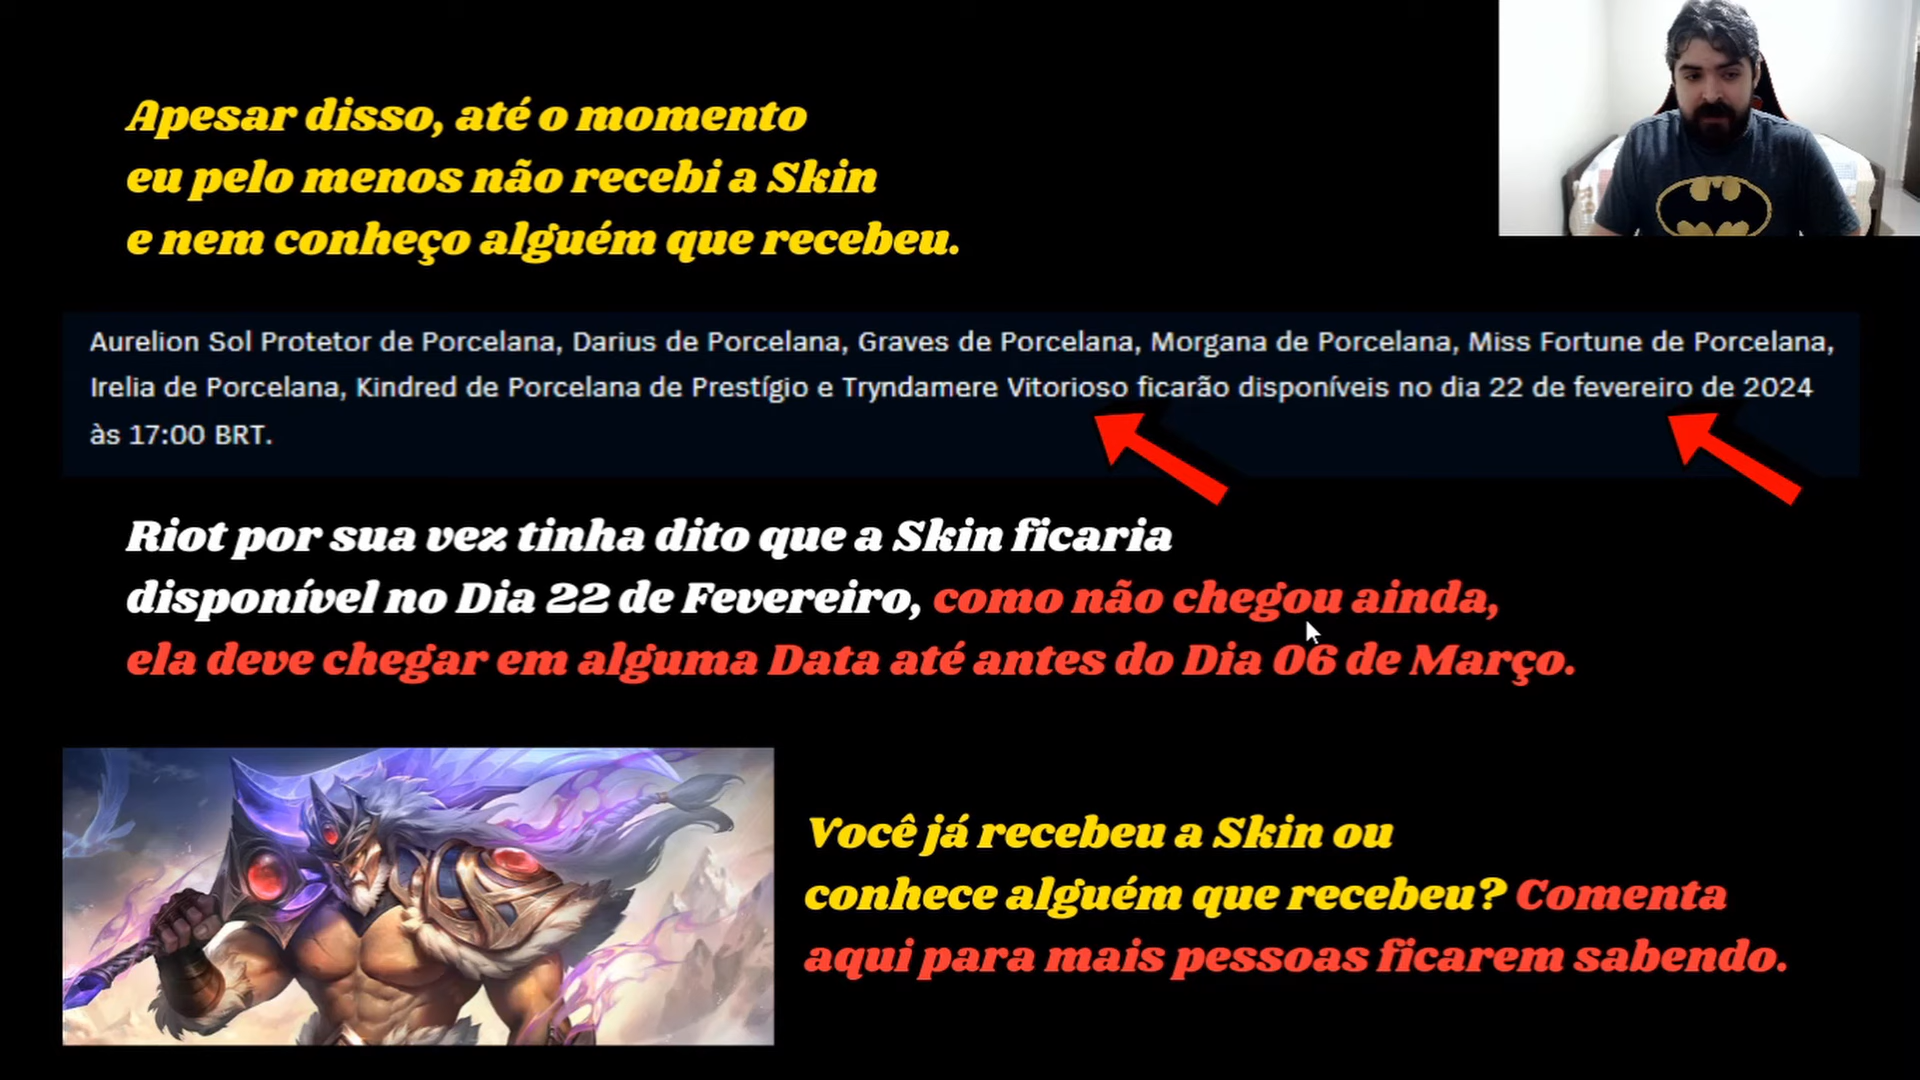 Apesar disso, até o momento
eu pelo menos não recebi a Skin
e nem conheço alguém que recebeu.
Aurelion Sol Protetor de Porcelana, Darius de Porcelana, Graves de Porcelana, Morgana de Porcelana, Miss Fortune de Porcelana,
Irelia de Porcelana, Kindred de Porcelana de Prestígio e Tryndamere Vitorioso ficarão disponíveis no dia 22 de fevereiro de 2024
às 17:00 BRT.
Riot por sua vez tinha dito que a Skin ficaria
disponível no Dia 22 de Fevereiro, como não chegou ainda,
ela deve chegar em alguma Data até antes do Dia 06 de Março.
Você já recebeu a Skin ou
conhece alguém que recebeu? Comenta
aqui para mais pessoas ficarem sabendo.